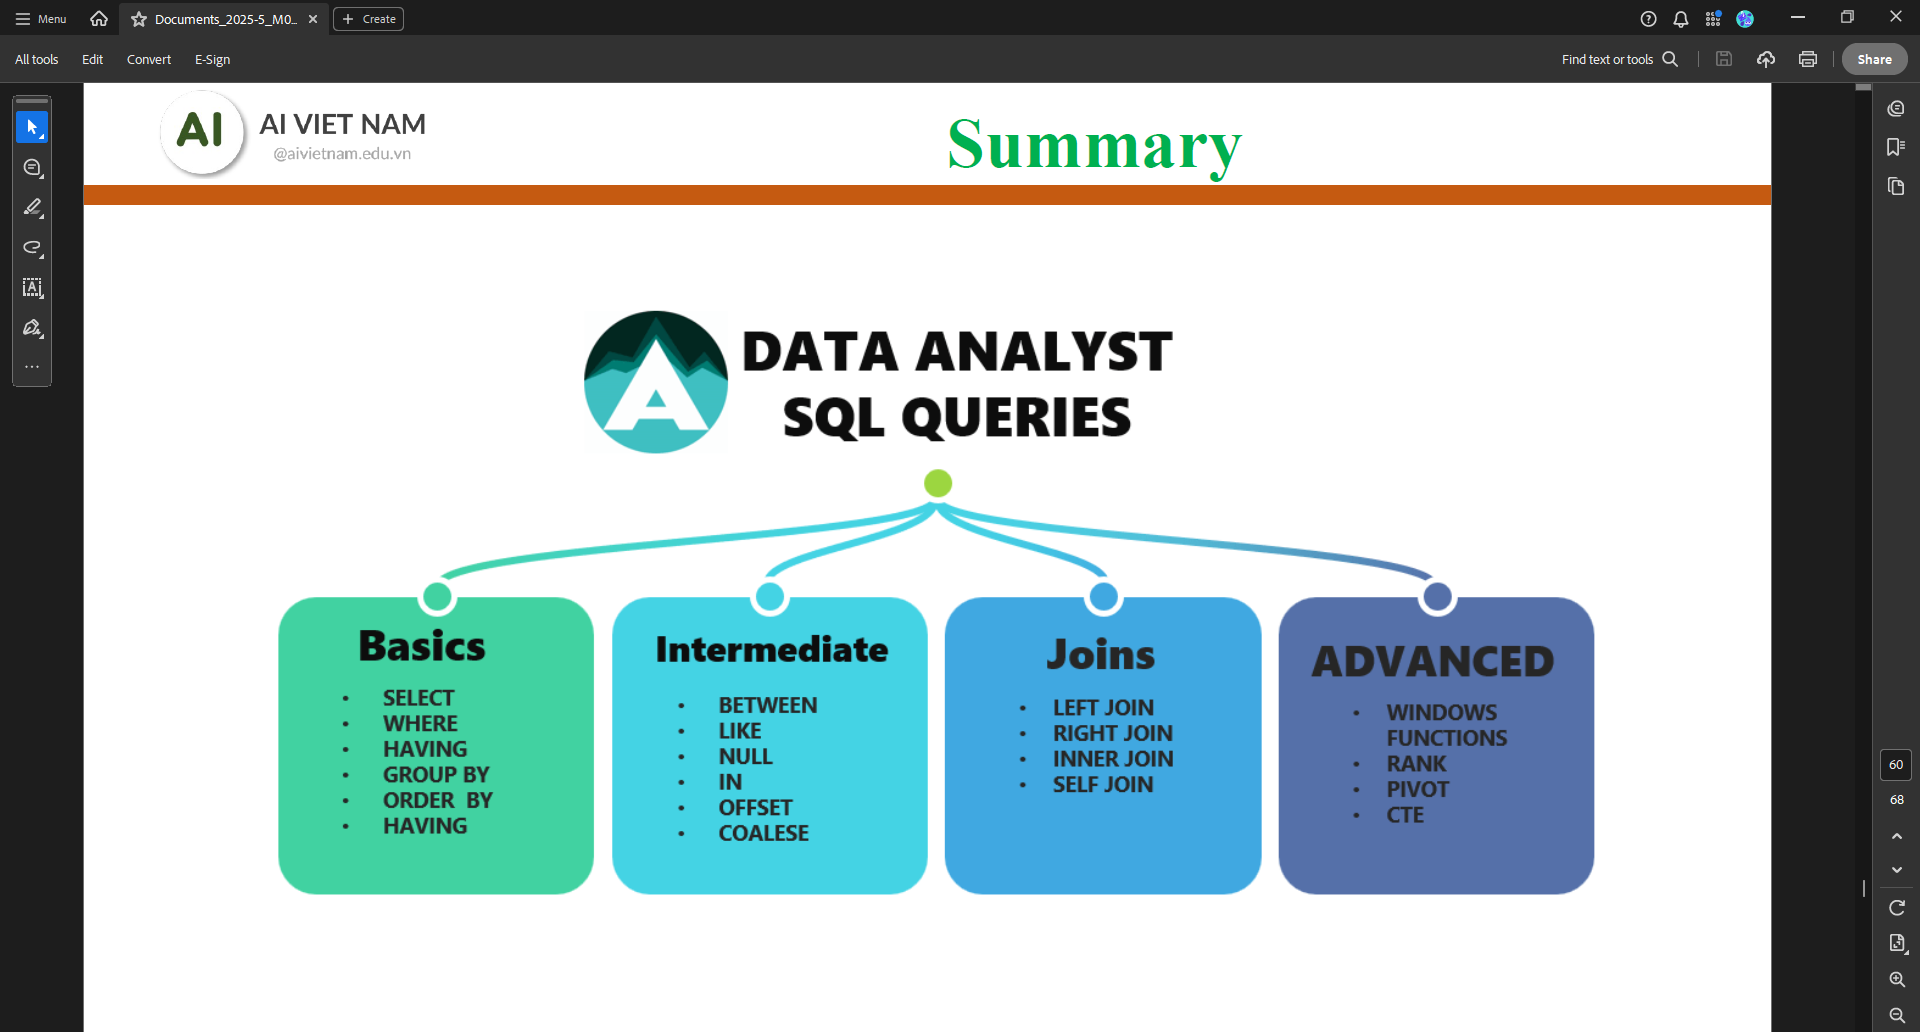 Menu
Documents_2025-5_M0...
Create
All tools
Edit
Convert
E-Sign
Find text or tools
Share
AI
AI VIET NAM
@aivietnam.edu.vn
Summary
A
DATA ANALYST
SQL QUERIES
Basics
• SELECT
• WHERE
• HAVING
• GROUP BY
• ORDER BY
• HAVING
Intermediate
• BETWEEN
• LIKE
• NULL
• IN
• OFFSET
• COALESE
Joins
• LEFT JOIN
• RIGHT JOIN
• INNER JOIN
• SELF JOIN
ADVANCED
• WINDOWS
FUNCTIONS
• RANK
• PIVOT
• CTE
60
68